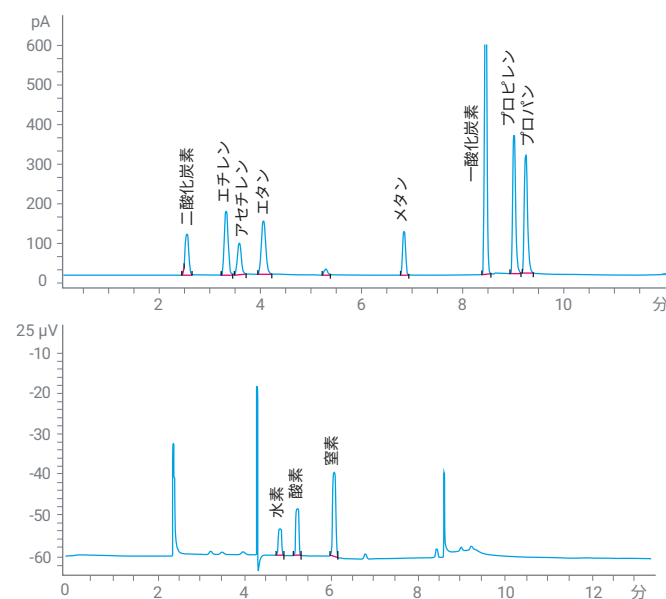 pA
600
500
400
300
200
100
0
二酸化炭素
エチレン
アセチレン
エタン
メタン
一酸化炭素
プロピレン
プロパン
2
4
6
8
10
分
25 µV
-10
-20
-30
-40
-50
-60
水素
酸素
窒素
0
2
4
6
8
10
12
分